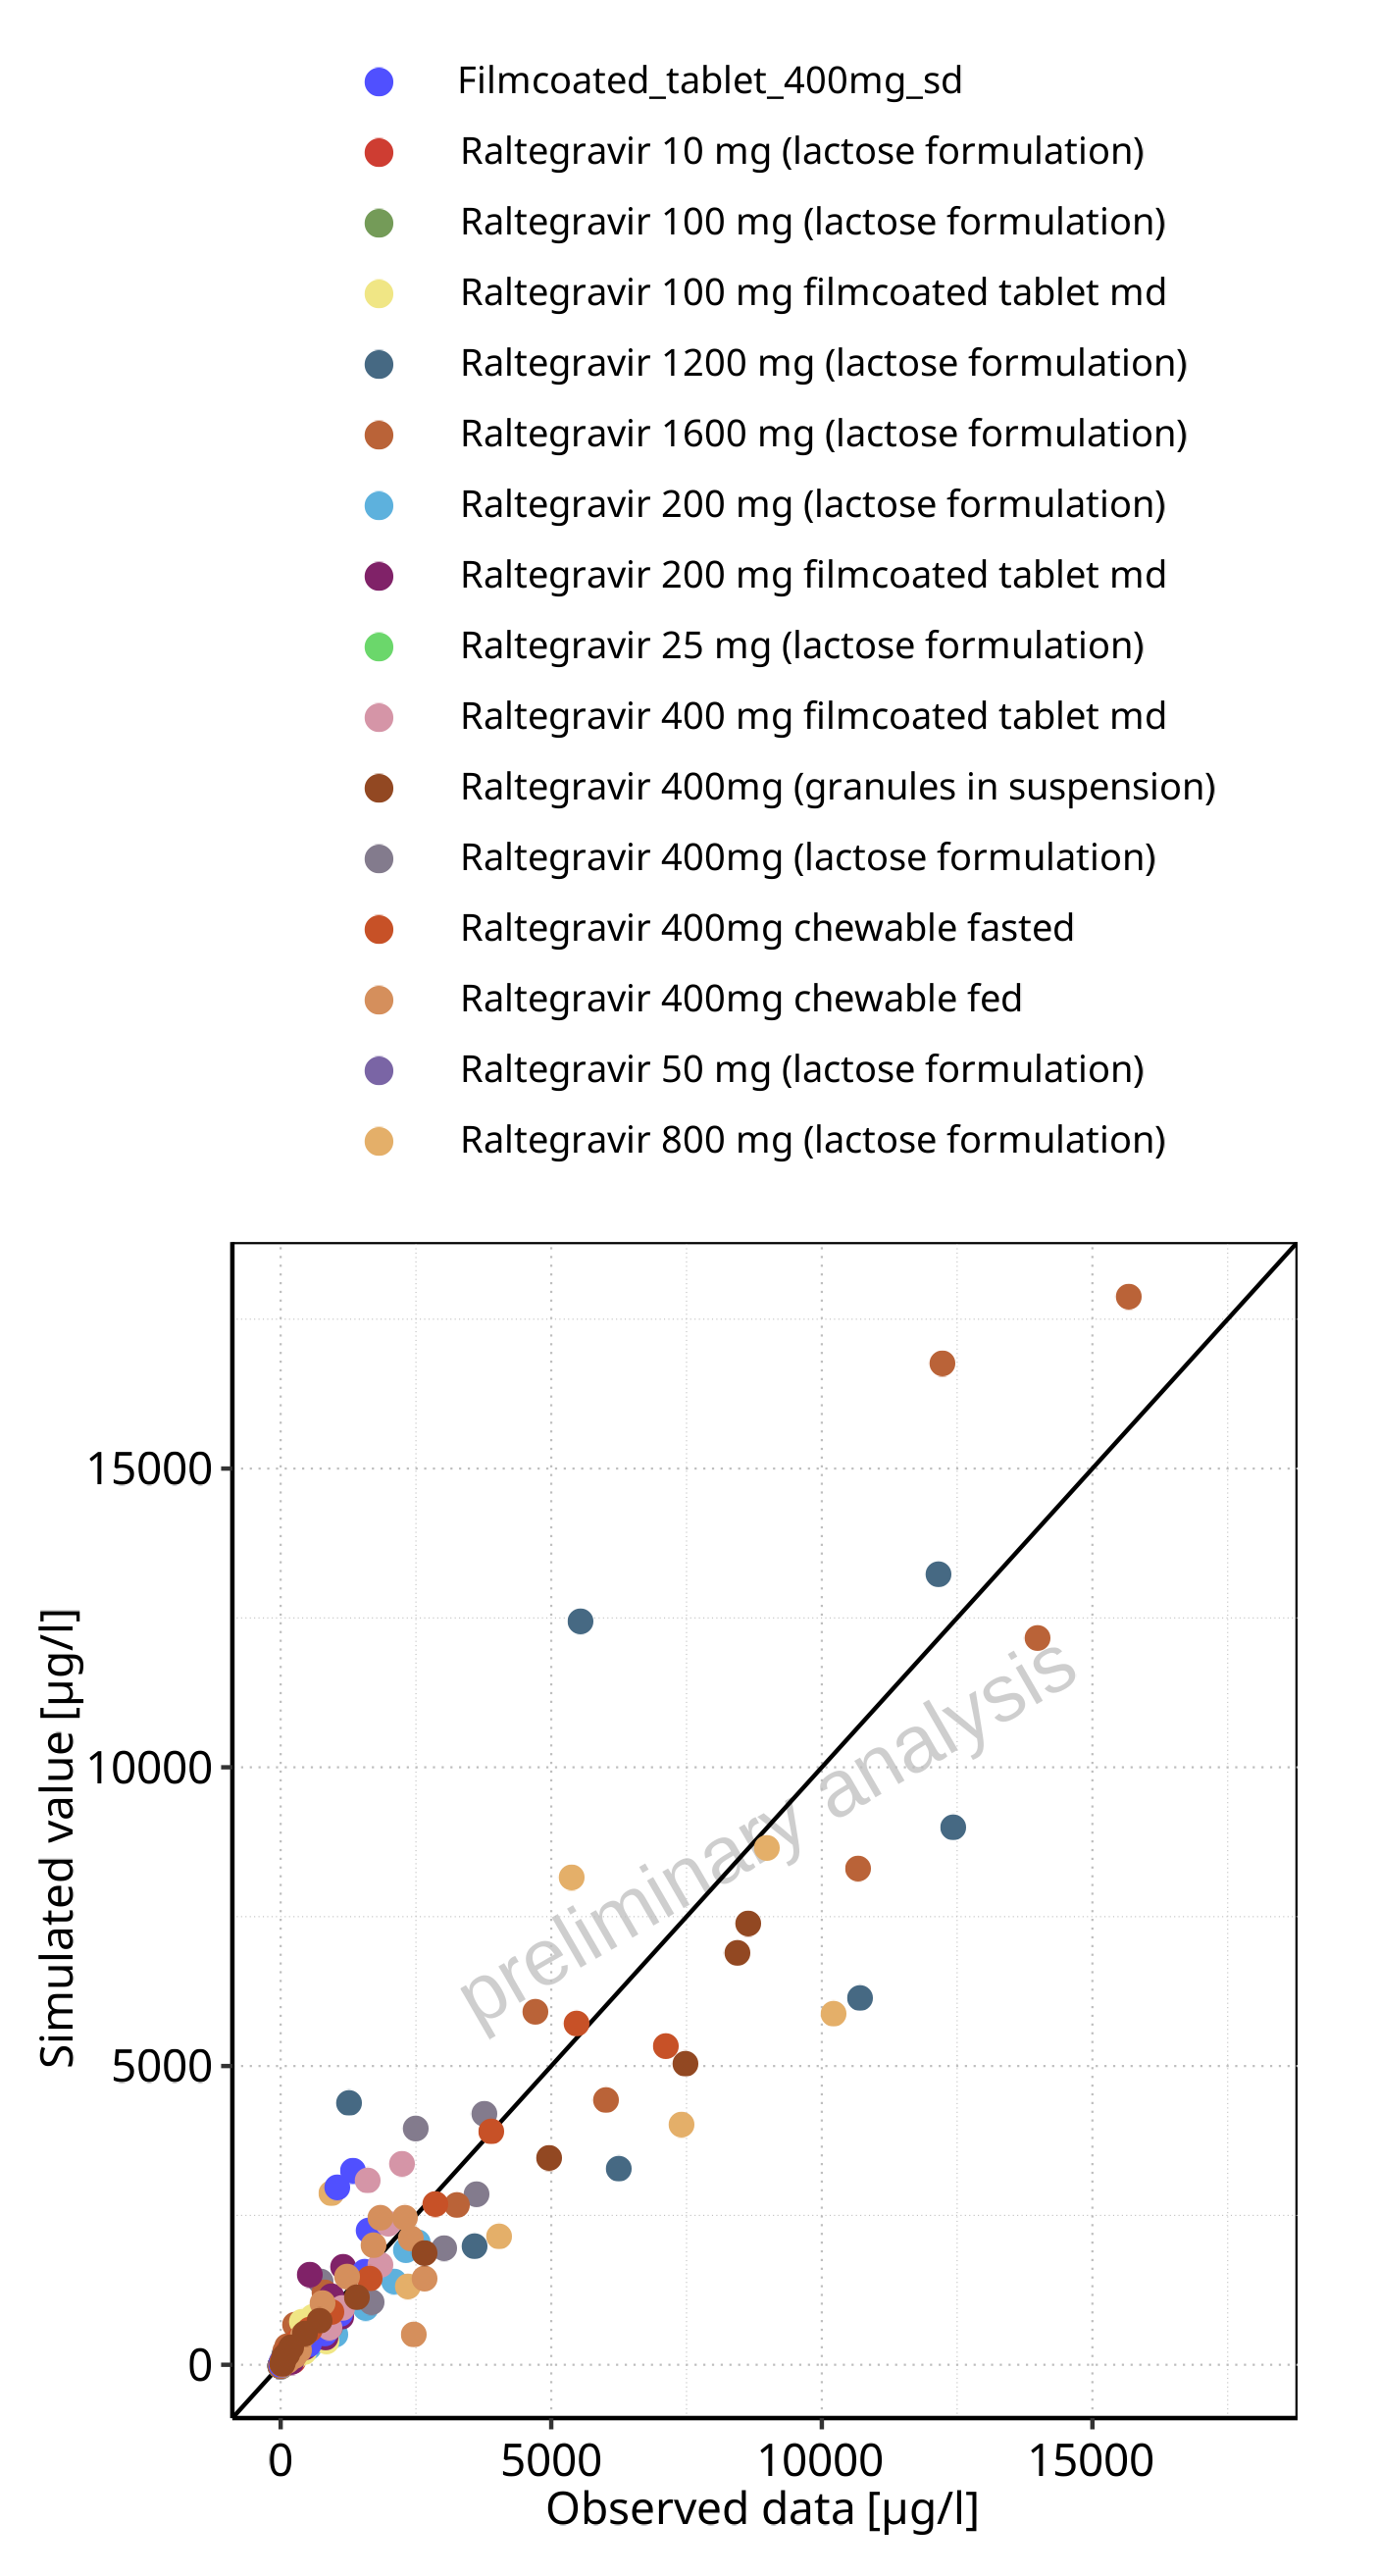 Filmcoated_tablet_400mg_sd
Raltegravir 10 mg (lactose formulation)
Raltegravir 100 mg (lactose formulation)
Raltegravir 100 mg filmcoated tablet md
Raltegravir 1200 mg (lactose formulation)
Raltegravir 1600 mg (lactose formulation)
Raltegravir 200 mg (lactose formulation)
Raltegravir 200 mg filmcoated tablet md
Raltegravir 25 mg (lactose formulation)
Raltegravir 400 mg filmcoated tablet md
Raltegravir 400mg (granules in suspension)
Raltegravir 400mg (lactose formulation)
Raltegravir 400mg chewable fasted
Raltegravir 400mg chewable fed
Raltegravir 50 mg (lactose formulation)
Raltegravir 800 mg (lactose formulation)
Simulated value [µg/l]
15000
10000
5000
0
preliminary analysis
0 5000 10000 15000
Observed data [µg/l]